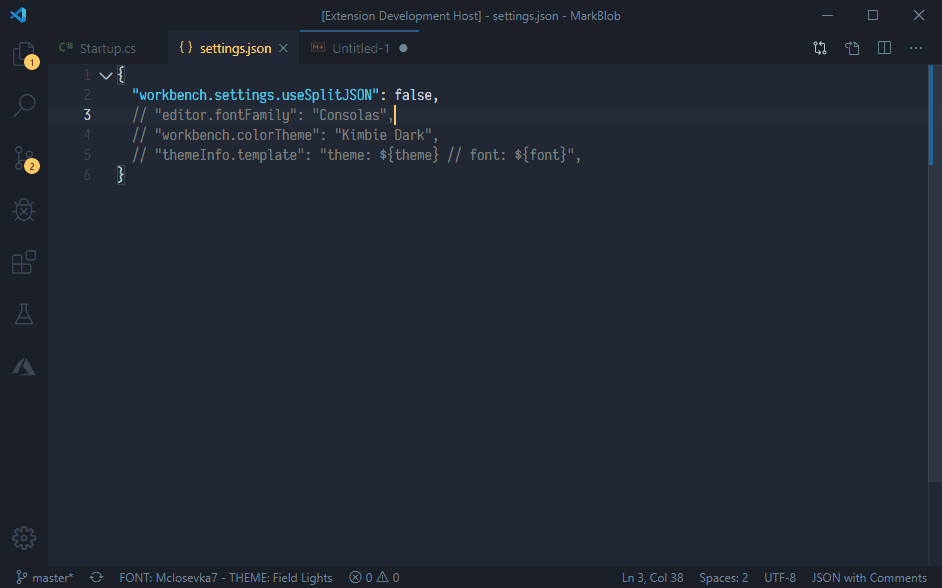 [Extension Development Host] - settings.json - MarkBlob
C# Startup.cs { } settings.json Untitled-1
1 {
2 "workbench.settings.useSplitJSON": false,
3 // "editor.fontFamily": "Consolas",
4 // "workbench.colorTheme": "Kimbie Dark",
5 // "themeInfo.template": "theme: ${theme} // font: ${font}",
6 }
1
2
master* FONT: Mclosevka7 - THEME: Field Lights 0 0 Ln 3, Col 38 Spaces: 2 UTF-8 JSON with Comments